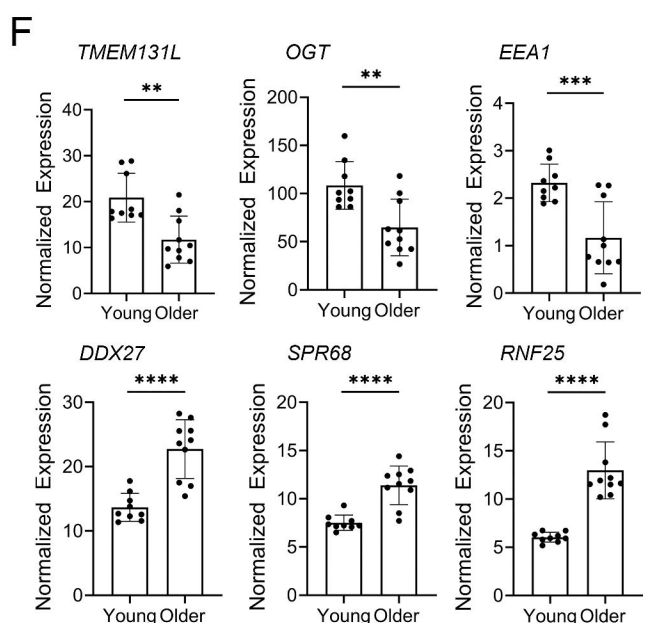 F
TMEM131L
OGT
EEA1
**
**
***
Normalized Expression
40
30
20
10
0
Young Older
Normalized Expression
200
150
100
50
0
Young Older
Normalized Expression
4
3
2
1
0
Young Older
DDX27
SPR68
RNF25
****
****
****
Normalized Expression
30
20
10
0
Young Older
Normalized Expression
20
15
10
5
0
Young Older
Normalized Expression
20
15
10
5
0
Young Older